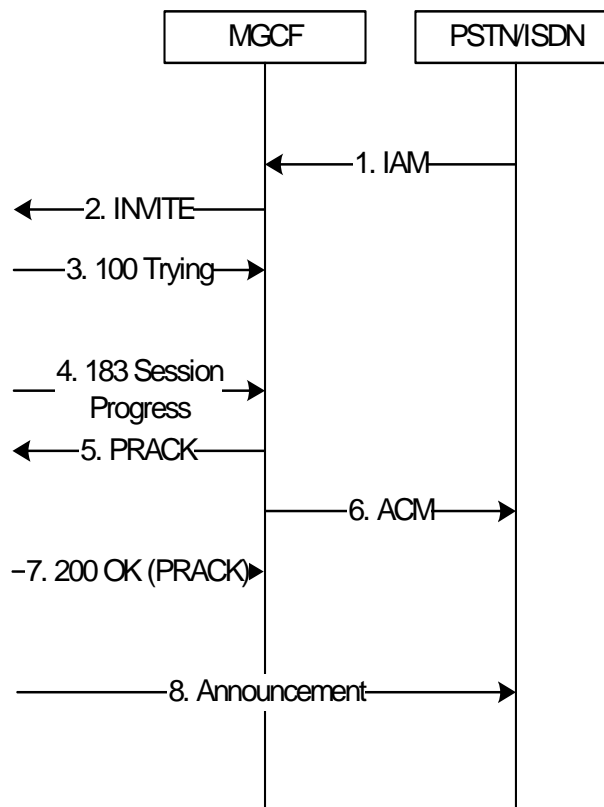 MGCF
PSTN/ISDN
1. IAM
2. INVITE
3. 100 Trying
4. 183 Session
Progress
5. PRACK
6. ACM
7. 200 OK (PRACK)
8. Announcement